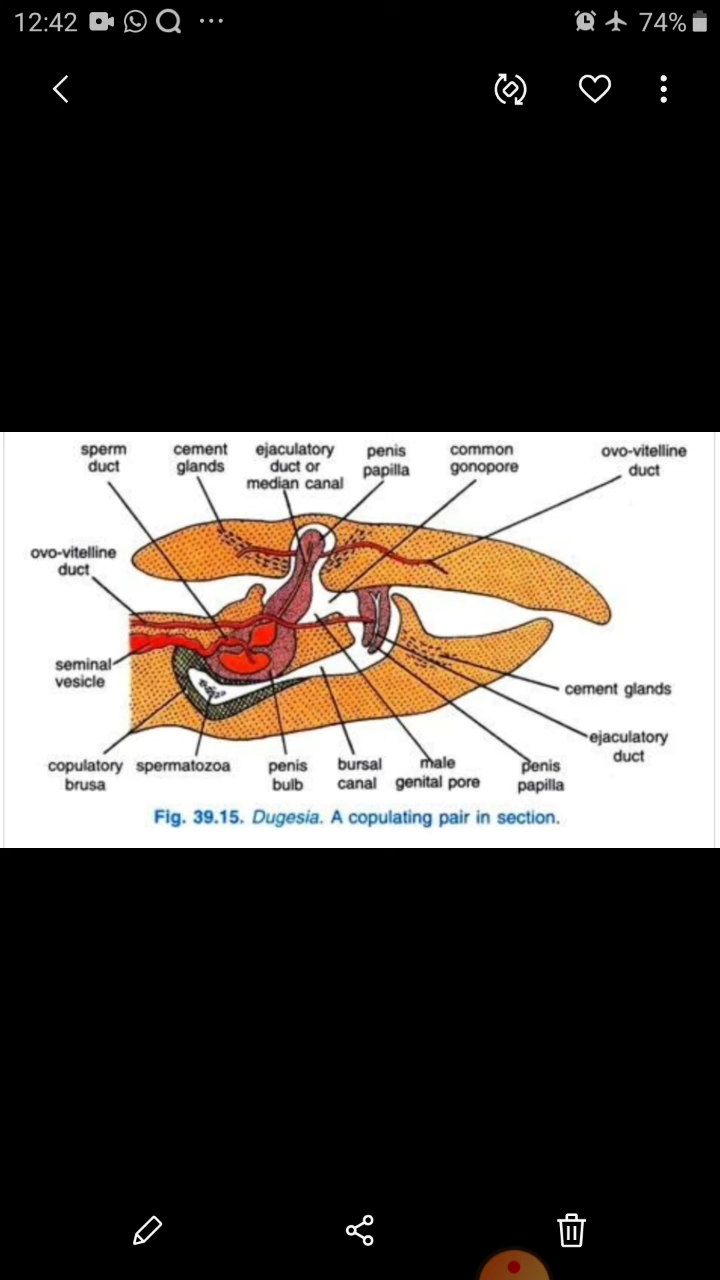 12:42
74%
sperm
duct
cement
glands
ejaculatory
duct or
median canal
penis
papilla
common
gonopore
ovo-vitelline
duct
ovo-vitelline
duct
seminal
vesicle
cement glands
ejaculatory
duct
copulatory
brusa
spermatozoa
penis
bulb
bursal
canal
male
genital pore
penis
papilla
Fig. 39.15. Dugesia. A copulating pair in section.